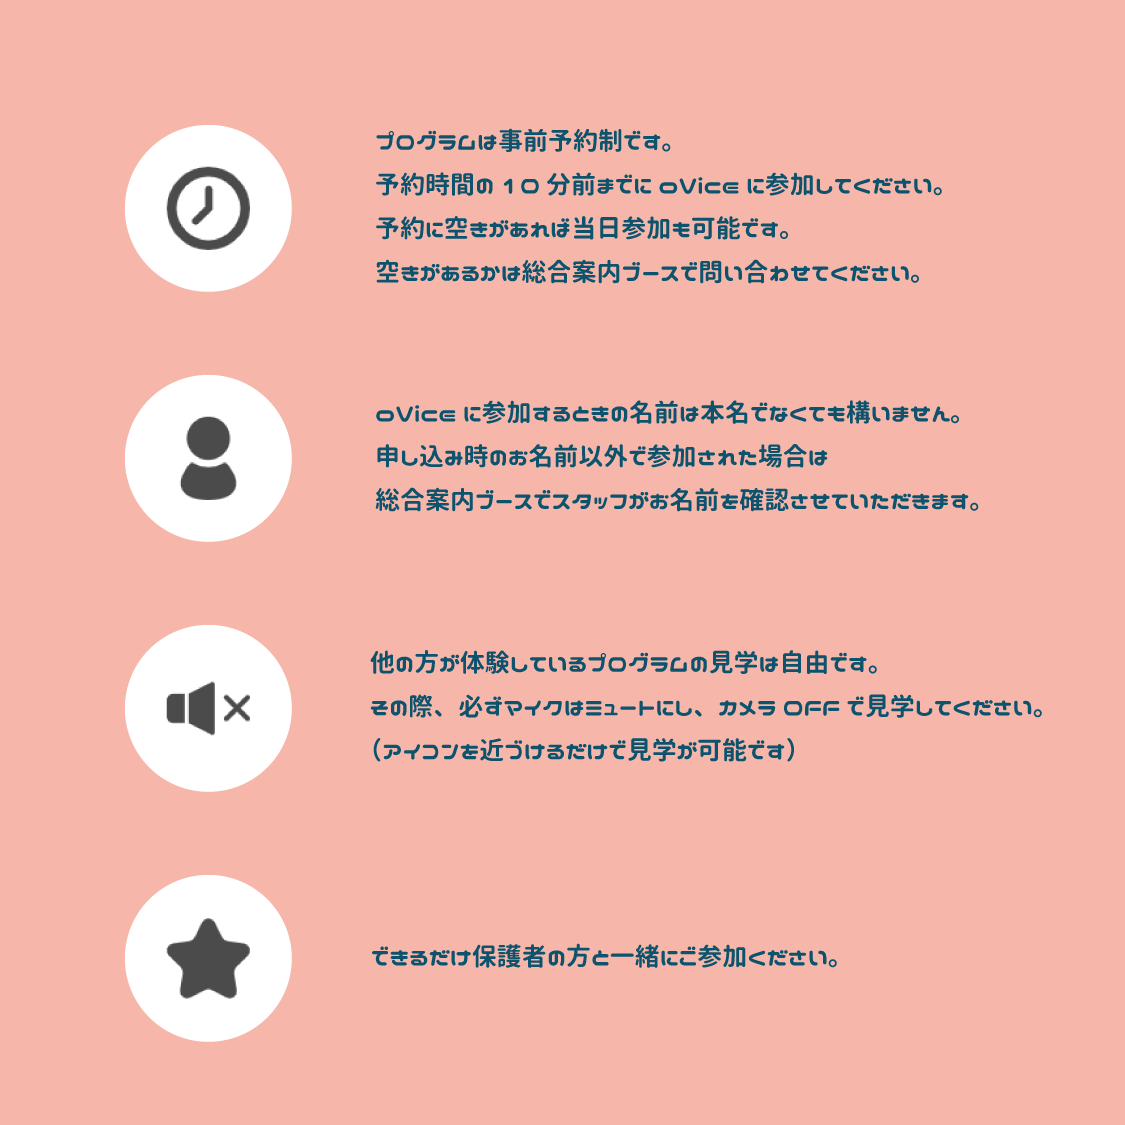 プログラムは事前予約制です。
予約時間の 10 分前までに oVice に参加してください。
予約に空きがあれば当日参加も可能です。
空きがあるかは総合案内ブースで問い合わせてください。
oVice に参加するときの名前は本名でなくても構いません。
申し込み時のお名前以外で参加された場合は
総合案内ブースでスタッフがお名前を確認させていただきます。
他の方が体験しているプログラムの見学は自由です。
その際、必ずマイクはミュートにし、カメラ OFF で見学してください。
(アイコンを近づけるだけで見学が可能です)
できるだけ保護者の方と一緒にご参加ください。